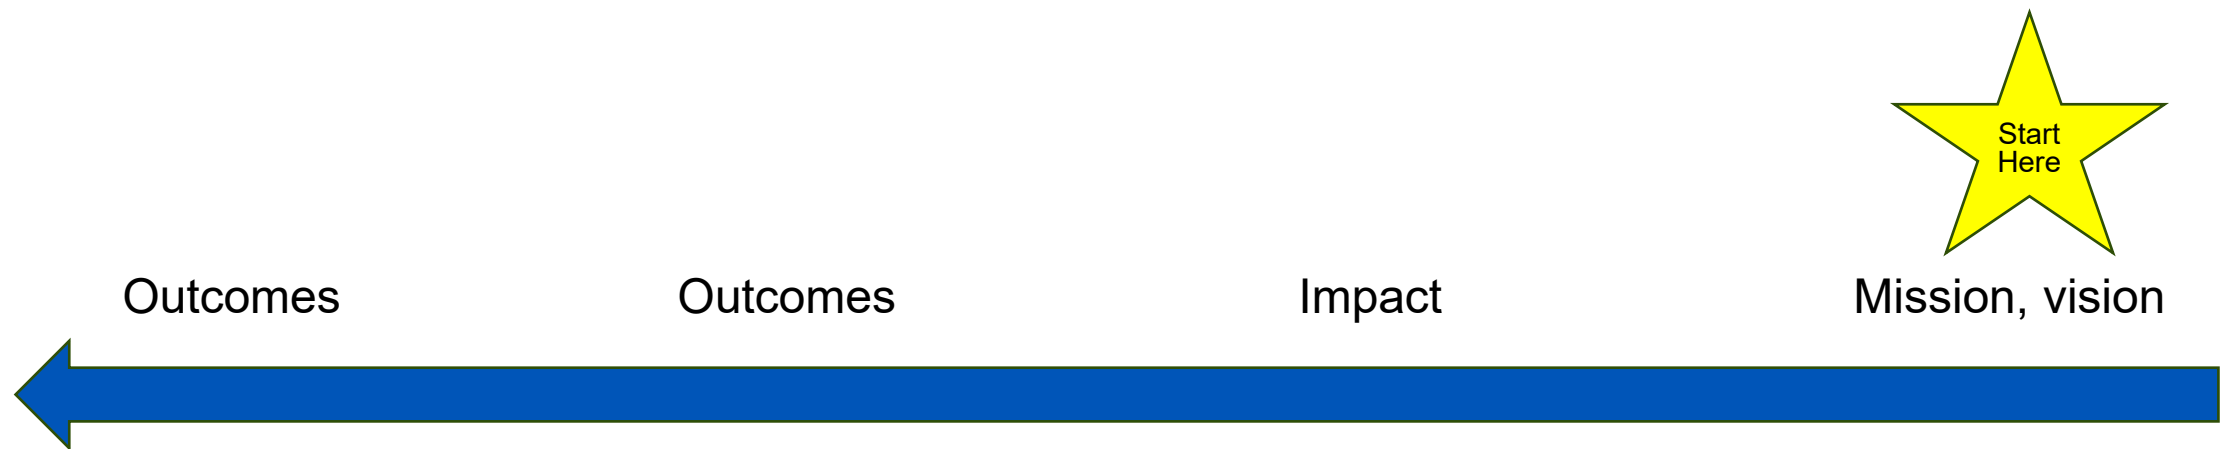 Start
Here
Outcomes
Outcomes
Impact
Mission, vision